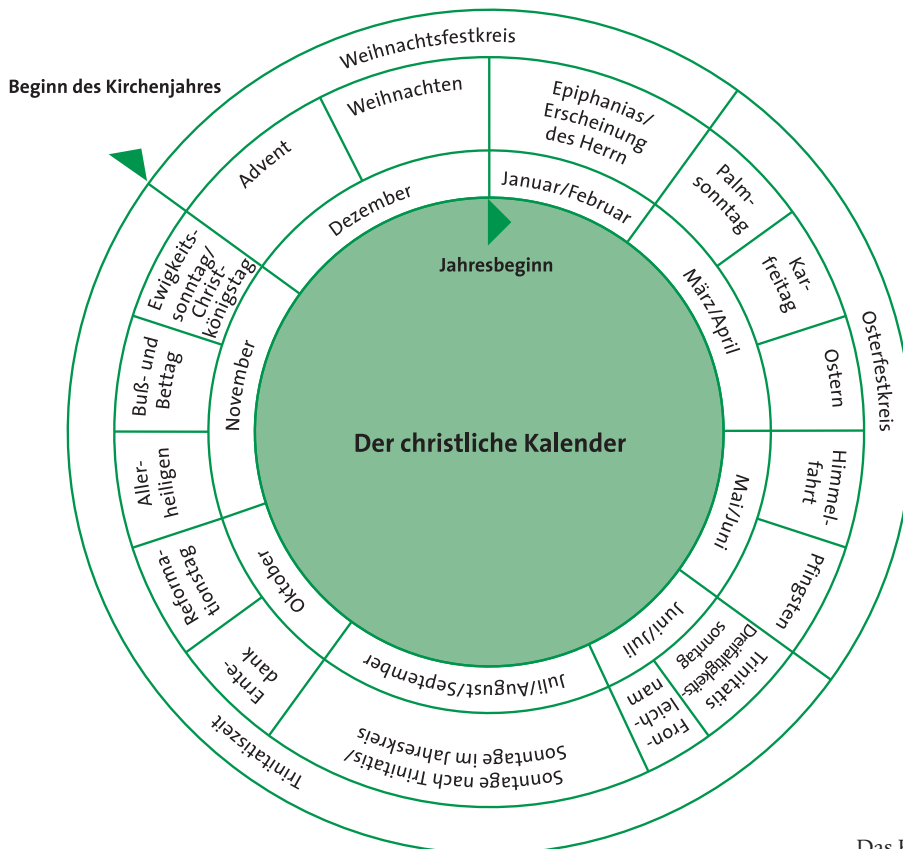 Weihnachtsfestkreis
Beginn des Kirchenjahres
Weihnachten
Epiphanias/
Erscheinung
des Herrn
Advent
Dezember
Januar/Februar
Palm-
sonntag
Jahresbeginn
Kar-
freitag
März/April
Ostern
Osterfestkreis
Ewigkeits-
sonntag/
Christ-
königstag
Buß- und
Bettag
November
Der christliche Kalender
Aller-
heiligen
Himmel-
fahrt
Mai/Juni
Pfingsten
Reforma-
tionstag
Oktober
Juni/Juli
Trinitatis
Dreifaltigkeits-
sonntag
Ernte-
dank
Juli/August/September
Fron-
leich-
nam
Sonntage nach Trinitatis/
Sonntage im Jahreskreis
Trinitatiszeit
Das